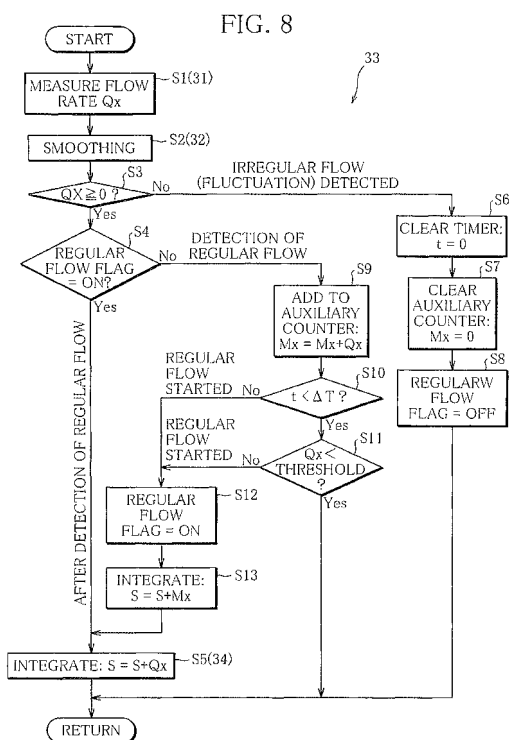 FIG. 8
START
33
MEASURE FLOW
RATE Qx
S1(31)
SMOOTHING
S2(32)
S3
QX≧0 ?
No
IRREGULAR FLOW
(FLUCTUATION) DETECTED
Yes
S4
REGULAR
FLOW FLAG
= ON?
No
DETECTION OF
REGULAR FLOW
Yes
S6
CLEAR TIMER:
t = 0
S7
CLEAR
AUXILIARY
COUNTER:
Mx = 0
S8
REGULARW
FLOW
FLAG = OFF
S9
ADD TO
AUXILIARY
COUNTER:
Mx = Mx+Qx
S10
t < ΔT ?
No
REGULAR
FLOW
STARTED
Yes
S11
Qx<
THRESHOLD
?
No
REGULAR
FLOW
STARTED
Yes
S12
REGULAR
FLOW
FLAG = ON
S13
INTEGRATE:
S = S+Mx
AFTER DETECTION OF REGULAR FLOW
INTEGRATE: S = S+Qx
S5(34)
RETURN